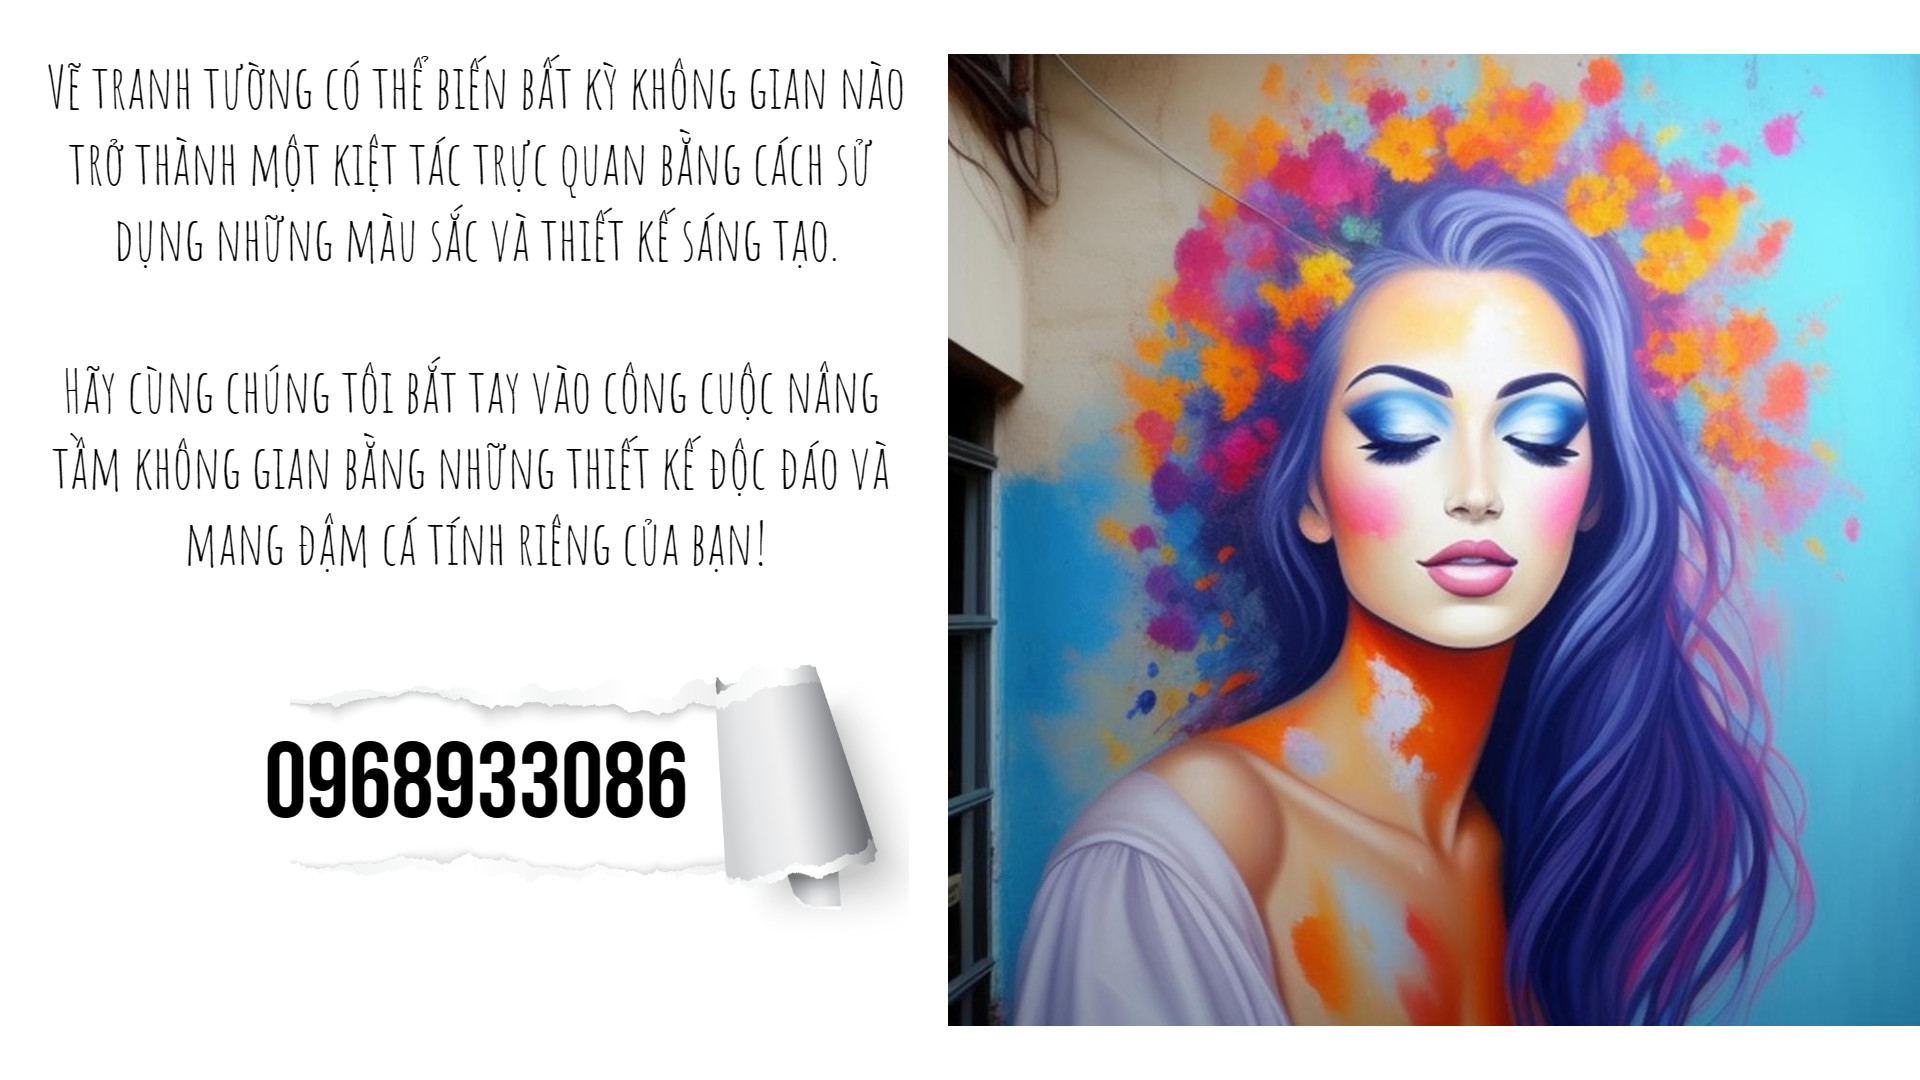 Vẽ tranh tường có thể biến bất kỳ không gian nào
trở thành một kiệt tác trực quan bằng cách sử
dụng những màu sắc và thiết kế sáng tạo.
Hãy cùng chúng tôi bắt tay vào công cuộc nâng
tầm không gian bằng những thiết kế độc đáo và
mang đậm cá tính riêng của bạn!
0968933086